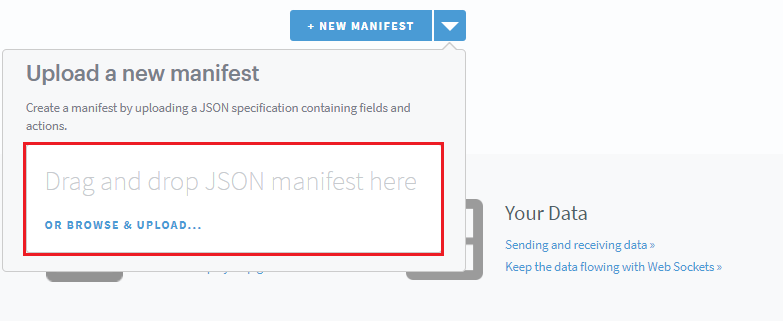 + NEW MANIFEST
Upload a new manifest
Create a manifest by uploading a JSON specification containing fields and
actions.
Drag and drop JSON manifest here
OR BROWSE & UPLOAD...
Your Data
Sending and receiving data »
Keep the data flowing with Web Sockets »